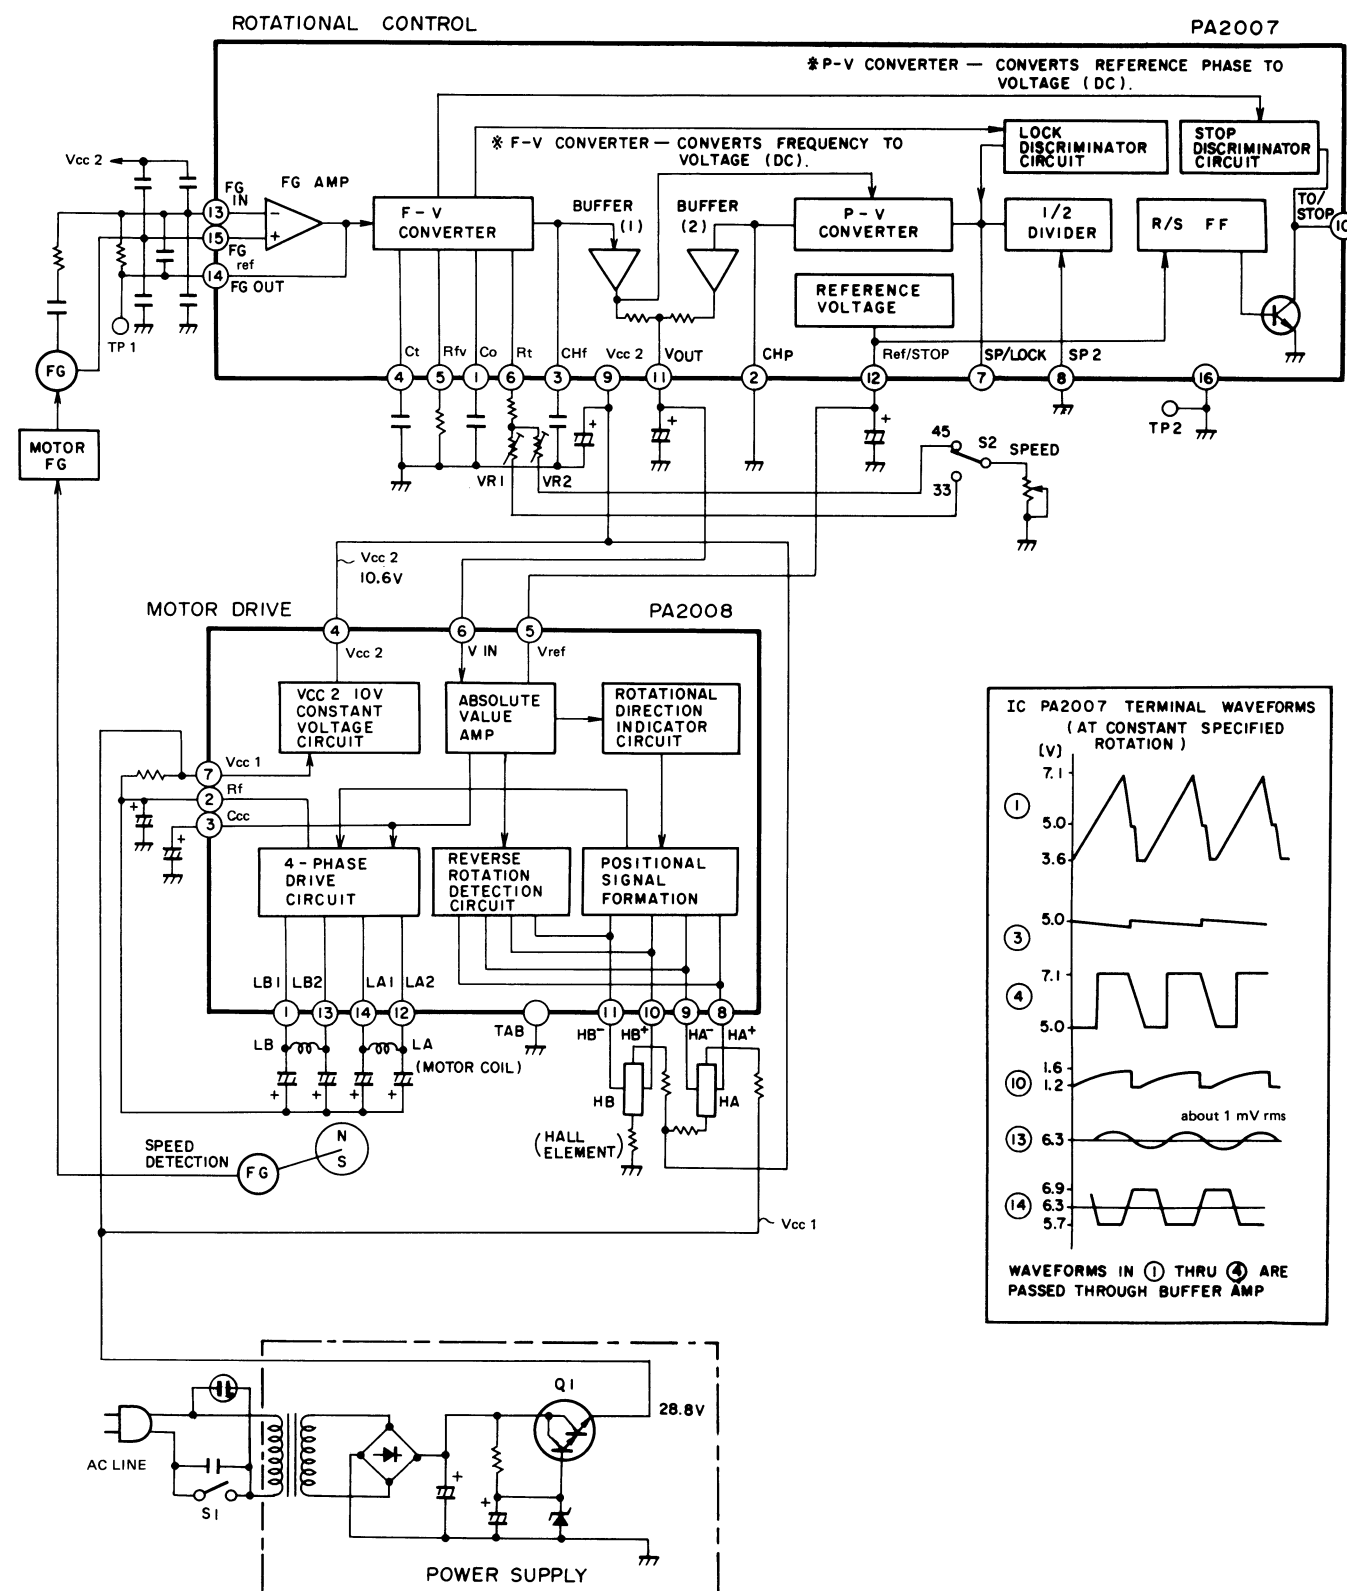 ROTATIONAL CONTROL
PA2007
※P-V CONVERTER — CONVERTS REFERENCE PHASE TO
VOLTAGE (DC).
※ F-V CONVERTER — CONVERTS FREQUENCY TO
VOLTAGE (DC).
LOCK
DISCRIMINATOR
CIRCUIT
STOP
DISCRIMINATOR
CIRCUIT
Vcc 2
FG
IN
FG AMP
13
15
14
−
+
FG
ref
FG OUT
F-V
CONVERTER
BUFFER
(1)
BUFFER
(2)
P-V
CONVERTER
1/2
DIVIDER
R/S FF
TO/
STOP
10
REFERENCE
VOLTAGE
TP 1
FG
Ct
Rfv
Co
Rt
CHf
Vcc 2
VOUT
CHP
Ref/STOP
SP/LOCK
SP 2
4
5
1
6
3
9
11
2
12
7
8
16
+
+
+
TP2
MOTOR
FG
VR1
VR2
45
S2
SPEED
33
Vcc 2
10.6V
MOTOR DRIVE
PA2008
4
6
5
Vcc 2
V IN
Vref
VCC 2 10V
CONSTANT
VOLTAGE
CIRCUIT
ABSOLUTE
VALUE
AMP
ROTATIONAL
DIRECTION
INDICATOR
CIRCUIT
7
Vcc 1
2
Rf
3
Ccc
+
+
4-PHASE
DRIVE
CIRCUIT
REVERSE
ROTATION
DETECTION
CIRCUIT
POSITIONAL
SIGNAL
FORMATION
LB1
LB2
LA1
LA2
1
13
14
12
TAB
11
10
9
8
HB-
HB+
HA-
HA+
LB
LA
(MOTOR COIL)
+
+
+
+
HB
HA
(HALL
ELEMENT)
N
S
SPEED
DETECTION
FG
Vcc 1
IC PA2007 TERMINAL WAVEFORMS
(AT CONSTANT SPECIFIED
ROTATION)
[V]
7.1
1
5.0
3.6
5.0
3
7.1
4
5.0
1.6
10
1.2
about 1 mV rms
13
6.3
6.9
14
6.3
5.7
WAVEFORMS IN 1 THRU 4 ARE
PASSED THROUGH BUFFER AMP
Q1
28.8V
AC LINE
S1
+
+
POWER SUPPLY